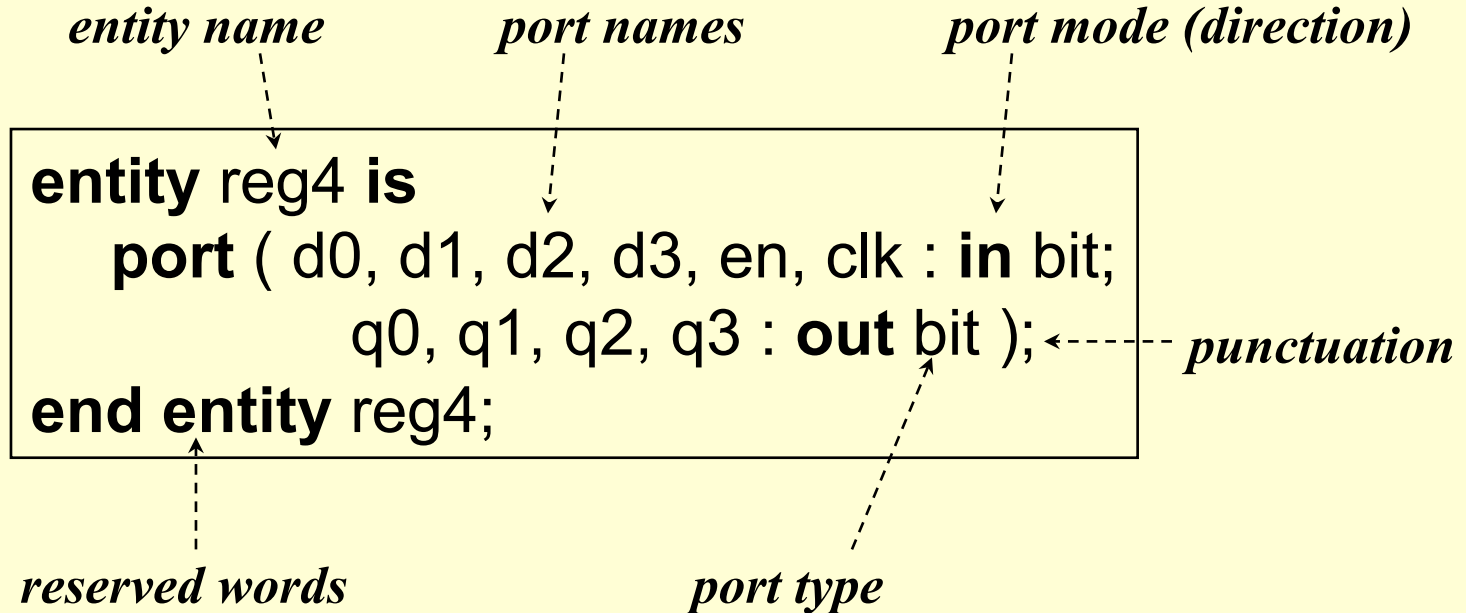 entity name port names port mode (direction)
entity reg4 is
port ( d0, d1, d2, d3, en, clk : in bit;
q0, q1, q2, q3 : out bit );
punctuation
end entity reg4;
reserved words port type